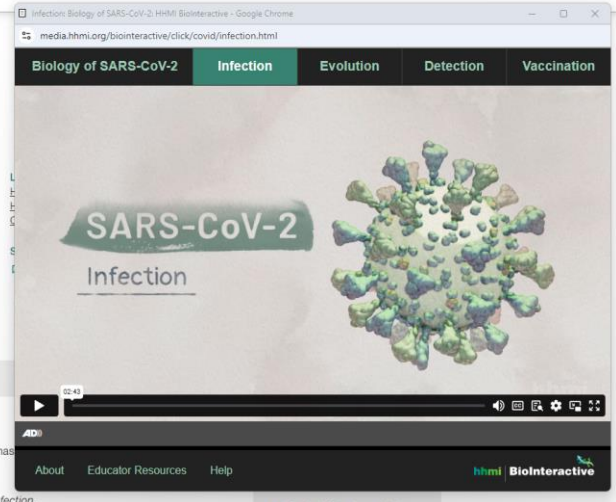 Infection: Biology of SARS-CoV-2: HHMI BioInteractive - Google Chrome
media.hhmi.org/biointeractive/click/covid/infection.html
Biology of SARS-CoV-2 Infection Evolution Detection Vaccination
SARS-CoV-2
Infection
02:43
AD
About Educator Resources Help
hhmi BioInteractive
fection